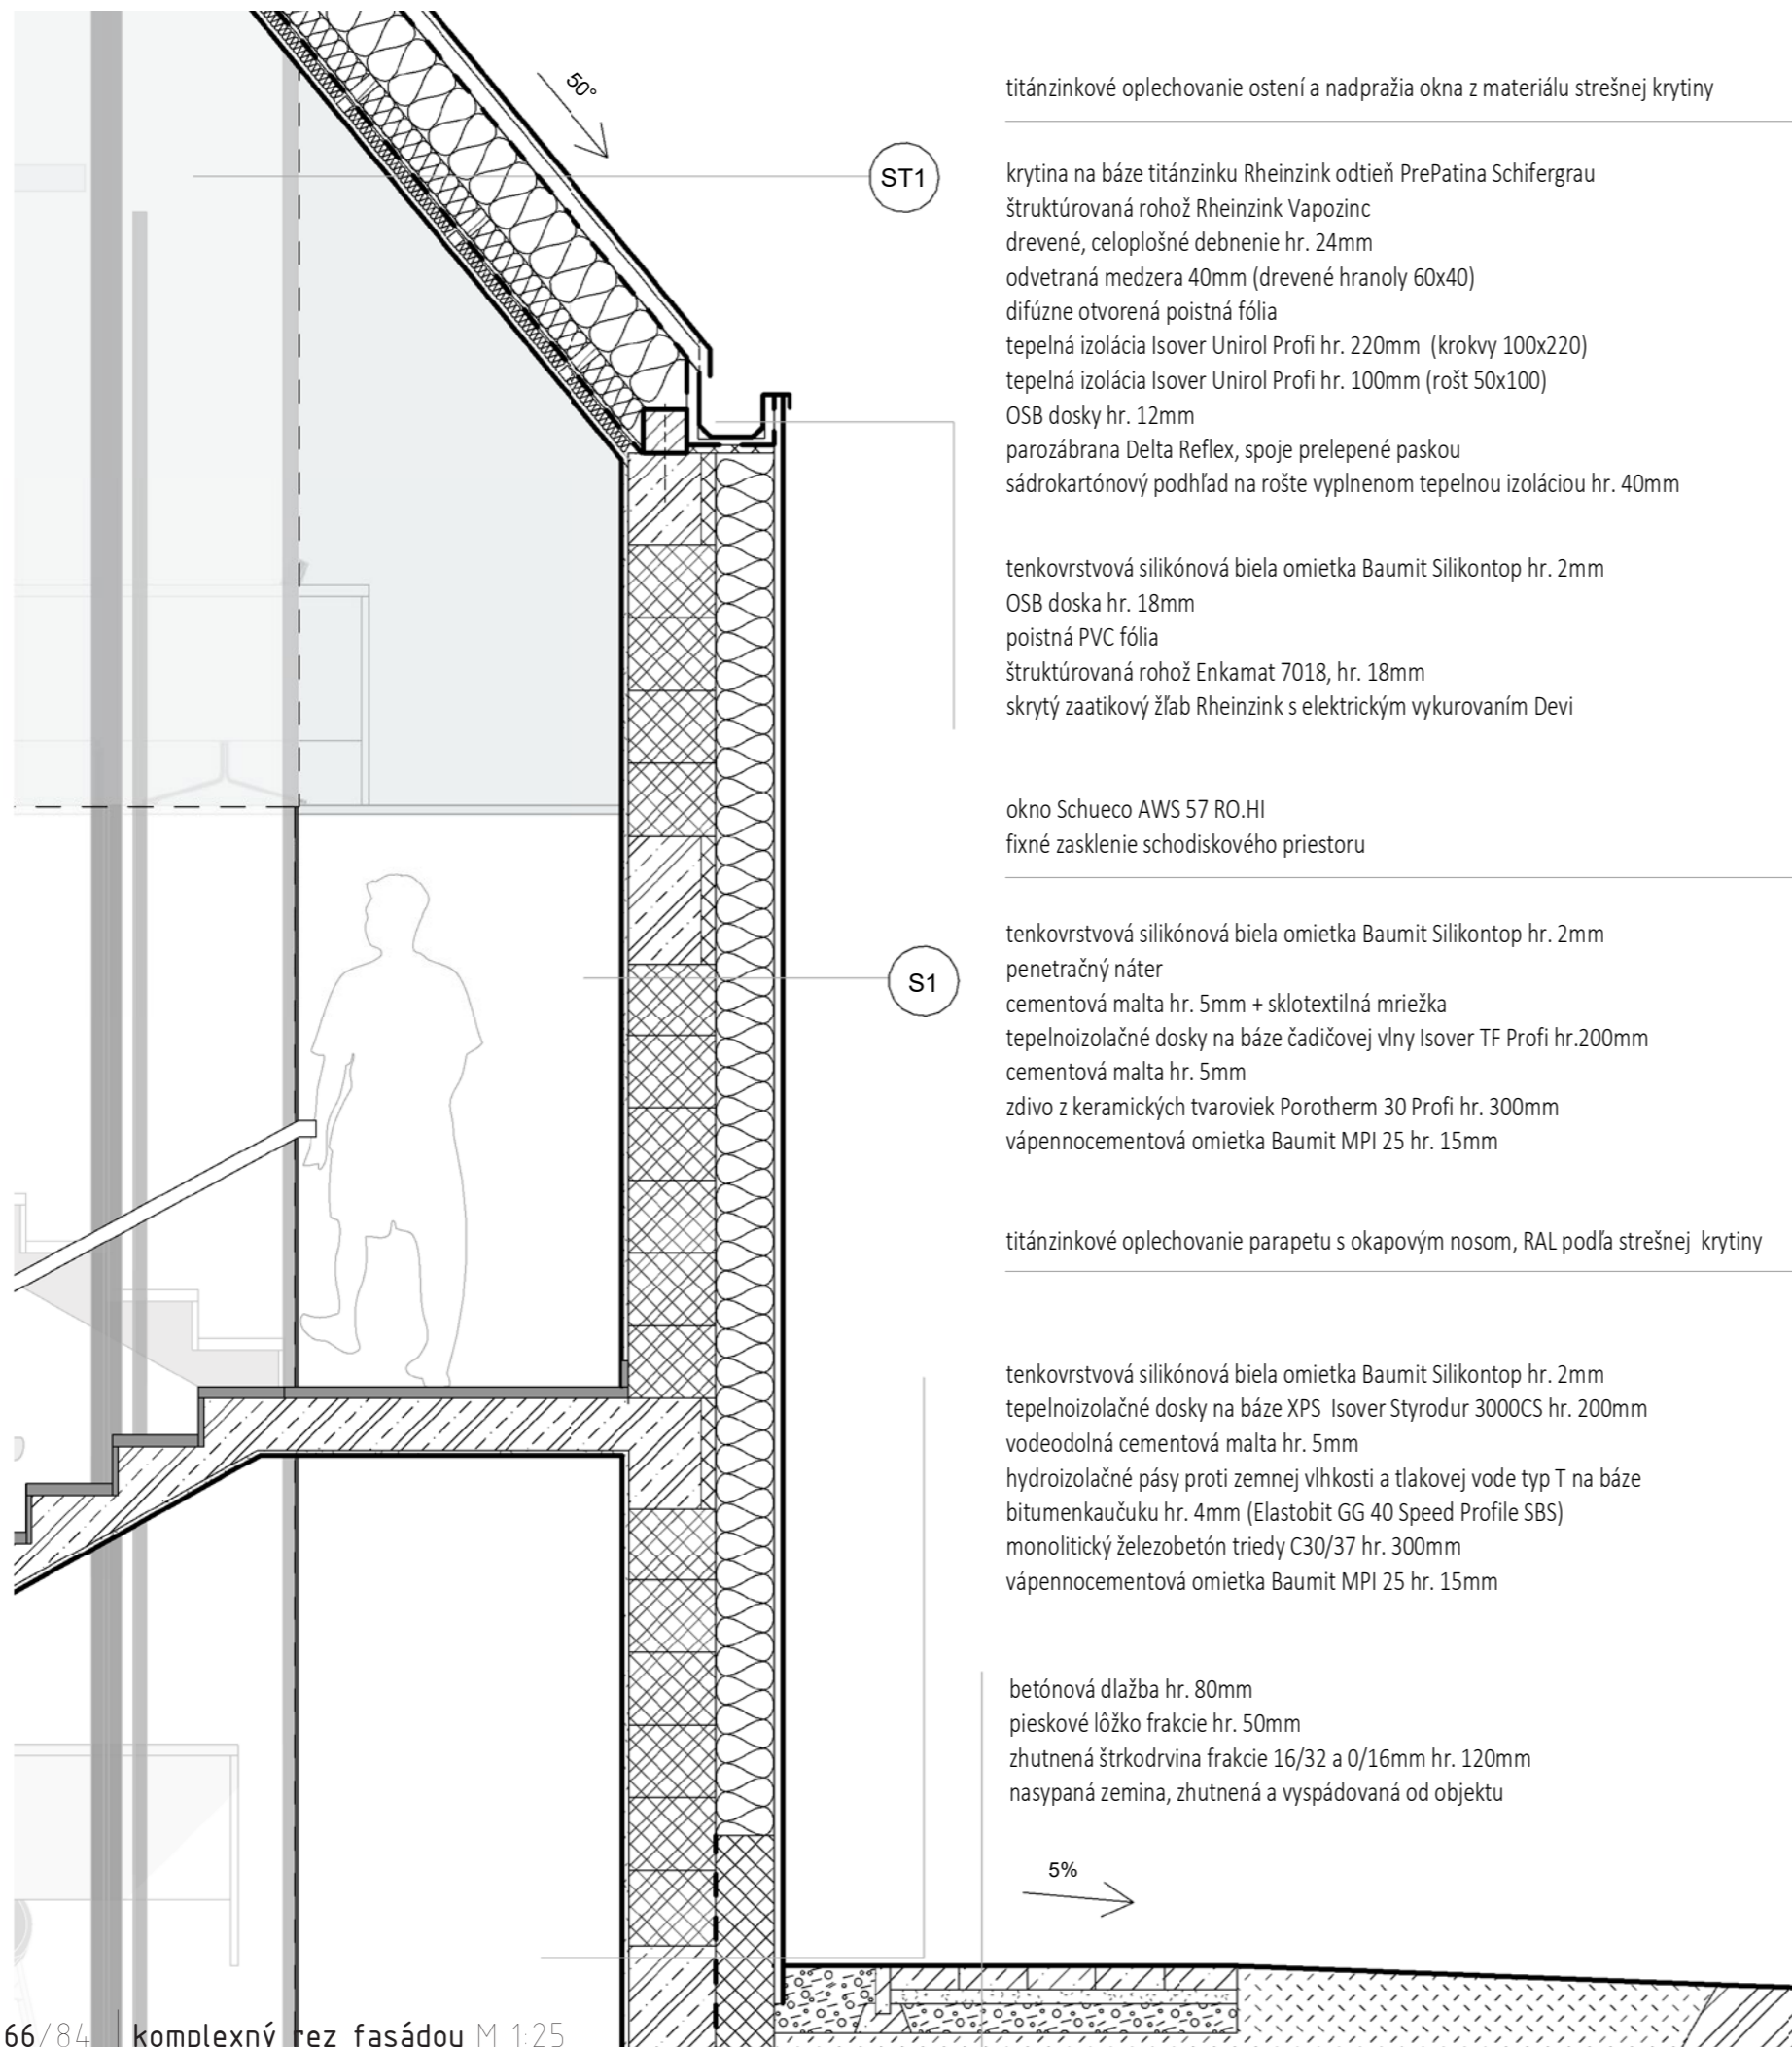 titánzinkové oplechovanie ostení a nadpražia okna z materiálu strešnej krytiny
50°
ST1
krytina na báze titánzinku Rheinzink odtieň PrePatina Schifergrau
štruktúrovaná rohož Rheinzink Vapozinc
drevené, celoplošné debnenie hr. 24mm
odvetraná medzera 40mm (drevené hranoly 60x40)
difúzne otvorená poistná fólia
tepelná izolácia Isover Unirol Profi hr. 220mm (krokvy 100x220)
tepelná izolácia Isover Unirol Profi hr. 100mm (rošt 50x100)
OSB dosky hr. 12mm
parozábrana Delta Reflex, spoje prelepené paskou
sádrokartónový podhľad na rošte vyplnenom tepelnou izoláciou hr. 40mm
tenkovrstvová silikónová biela omietka Baumit Silikontop hr. 2mm
OSB doska hr. 18mm
poistná PVC fólia
štruktúrovaná rohož Enkamat 7018, hr. 18mm
skrytý zaatikový žľab Rheinzink s elektrickým vykurovaním Devi
okno Schueco AWS 57 RO.HI
fixné zasklenie schodiskového priestoru
S1
tenkovrstvová silikónová biela omietka Baumit Silikontop hr. 2mm
penetračný náter
cementová malta hr. 5mm + sklotextilná mriežka
tepelnoizolačné dosky na báze čadičovej vlny Isover TF Profi hr.200mm
cementová malta hr. 5mm
zdivo z keramických tvaroviek Porotherm 30 Profi hr. 300mm
vápennocementová omietka Baumit MPI 25 hr. 15mm
titánzinkové oplechovanie parapetu s okapovým nosom, RAL podľa strešnej krytiny
tenkovrstvová silikónová biela omietka Baumit Silikontop hr. 2mm
tepelnoizolačné dosky na báze XPS Isover Styrodur 3000CS hr. 200mm
vodeodolná cementová malta hr. 5mm
hydroizolačné pásy proti zemnej vlhkosti a tlakovej vode typ T na báze
bitumenkaučuku hr. 4mm (Elastobit GG 40 Speed Profile SBS)
monolitický železobetón triedy C30/37 hr. 300mm
vápennocementová omietka Baumit MPI 25 hr. 15mm
betónová dlažba hr. 80mm
pieskové lôžko frakcie hr. 50mm
zhutnená štrkodrvina frakcie 16/32 a 0/16mm hr. 120mm
nasypaná zemina, zhutnená a vyspádovaná od objektu
5%
66/84 komplexný rez fasádou M 1:25